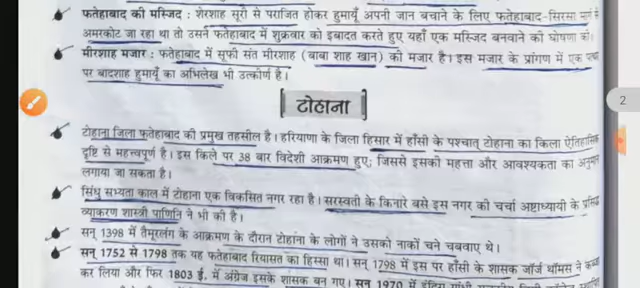 फतेहाबाद की मस्जिद : शेरशाह सूरी से पराजित होकर हुमायूँ अपनी जान बचाने के लिए फतेहाबाद-सिरसा
अमरकोट जा रहा था तो उसने फतेहाबाद में शुक्रवार को इबादत करते हुए यहाँ एक मस्जिद बनवाने की घोषणा की।
मीरशाह मजार : फतेहाबाद में सूफी संत मीरशाह (बाबा शाह खान) की मजार है। इस मजार के प्रांगण में एक
पर बादशाह हुमायूँ का अभिलेख भी उत्कीर्ण है।
टोहाना
टोहाना जिला फतेहाबाद की प्रमुख तहसील है। हरियाणा के जिला हिसार में हाँसी के पश्चात् टोहाना का किला ऐतिहासिक
दृष्टि से महत्त्वपूर्ण है। इस किले पर 38 बार विदेशी आक्रमण हुए; जिससे इसकी महत्ता और आवश्यकता का
लगाया जा सकता है।
सिंधु सभ्यता काल में टोहाना एक विकसित नगर रहा है। सरस्वती के किनारे बसे इस नगर की चर्चा अष्टाध्यायी के
व्याकरण शास्त्री पाणिनि ने भी की है।
सन् 1398 में तैमूरलंग के आक्रमण के दौरान टोहाना के लोगों ने उसको नाकों चने चबवाए थे।
सन् 1752 से 1798 तक यह फतेहाबाद रियासत का हिस्सा था। सन् 1798 में इस पर हाँसी के शासक जॉर्ज थॉमस ने
कर लिया और फिर 1803 ई. में अंग्रेज इसके शासक बन गए। सन् 1970 में
2